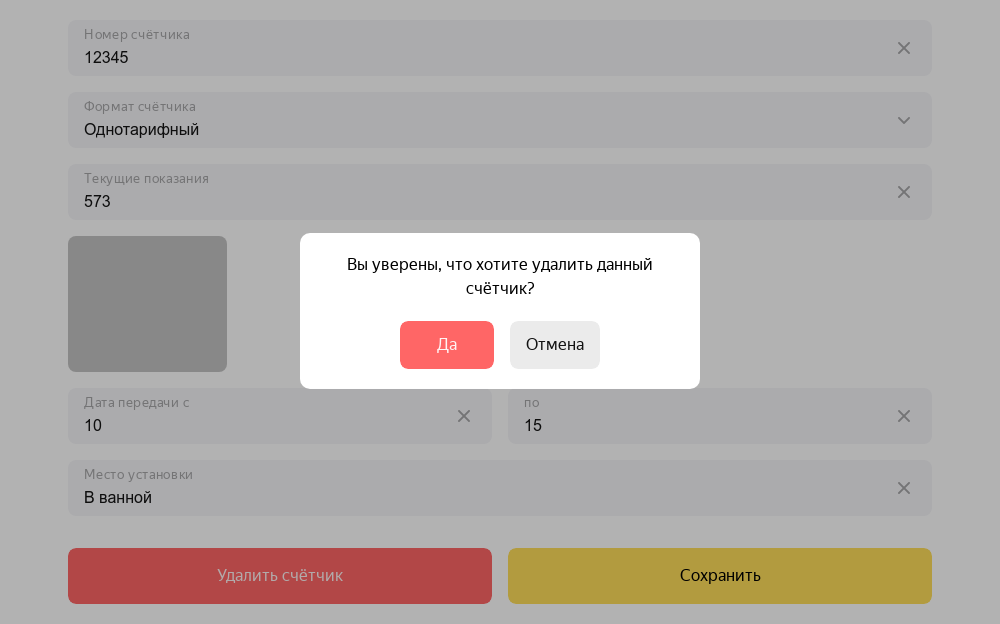 Номер счётчика
12345
Формат счётчика
Однотарифный
Текущие показания
573
Вы уверены, что хотите удалить данный
счётчик?
Да
Отмена
Дата передачи с
10
по
15
Место установки
В ванной
Удалить счётчик
Сохранить